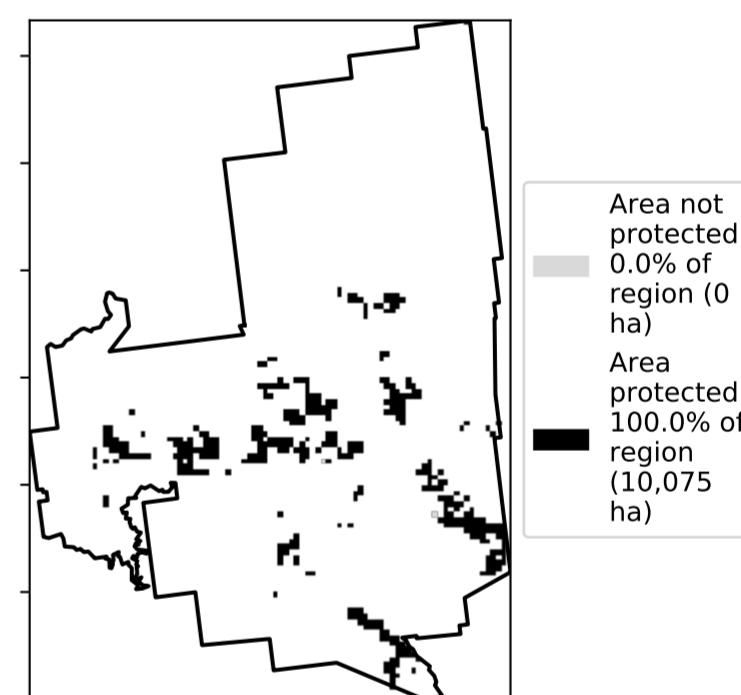 Area not
protected
0.0% of
region (0
ha)
Area
protected
100.0% of
region
(10,075
ha)